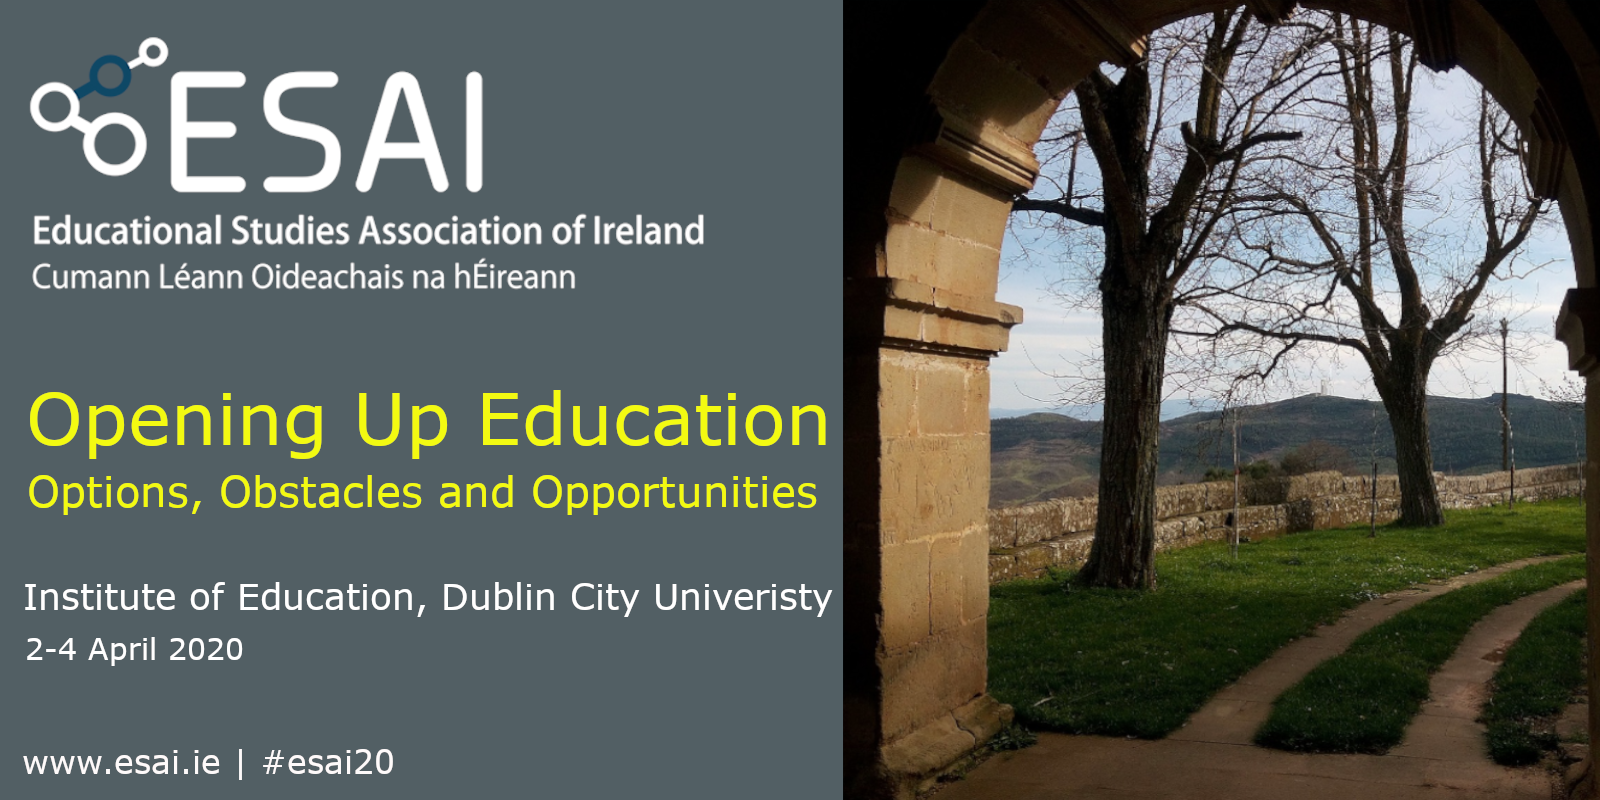 ESAI
Educational Studies Association of Ireland
Cumann Léann Oideachais na hÉireann
Opening Up Education
Options, Obstacles and Opportunities
Institute of Education, Dublin City Univeristy
2-4 April 2020
www.esai.ie | #esai20